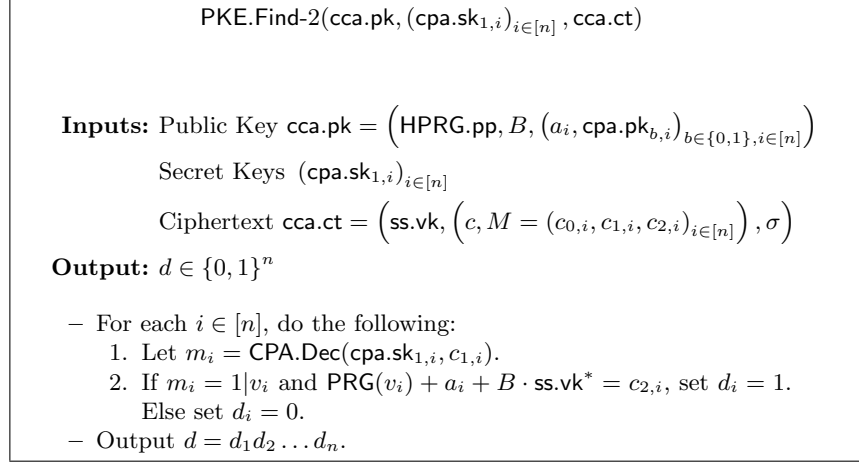 PKE.Find-2(cca.pk, (cpa.sk_{1,i})_{i∈[n]}, cca.ct)
Inputs: Public Key cca.pk = (HPRG.pp, B, (a_i, cpa.pk_{b,i})_{b∈{0,1},i∈[n]})
Secret Keys (cpa.sk_{1,i})_{i∈[n]}
Ciphertext cca.ct = (ss.vk, (c, M = (c_{0,i}, c_{1,i}, c_{2,i})_{i∈[n]}), σ)
Output: d ∈ {0, 1}^n
– For each i ∈ [n], do the following:
1. Let m_i = CPA.Dec(cpa.sk_{1,i}, c_{1,i}).
2. If m_i = 1|v_i and PRG(v_i) + a_i + B · ss.vk^* = c_{2,i}, set d_i = 1.
Else set d_i = 0.
– Output d = d_1d_2 . . . d_n.